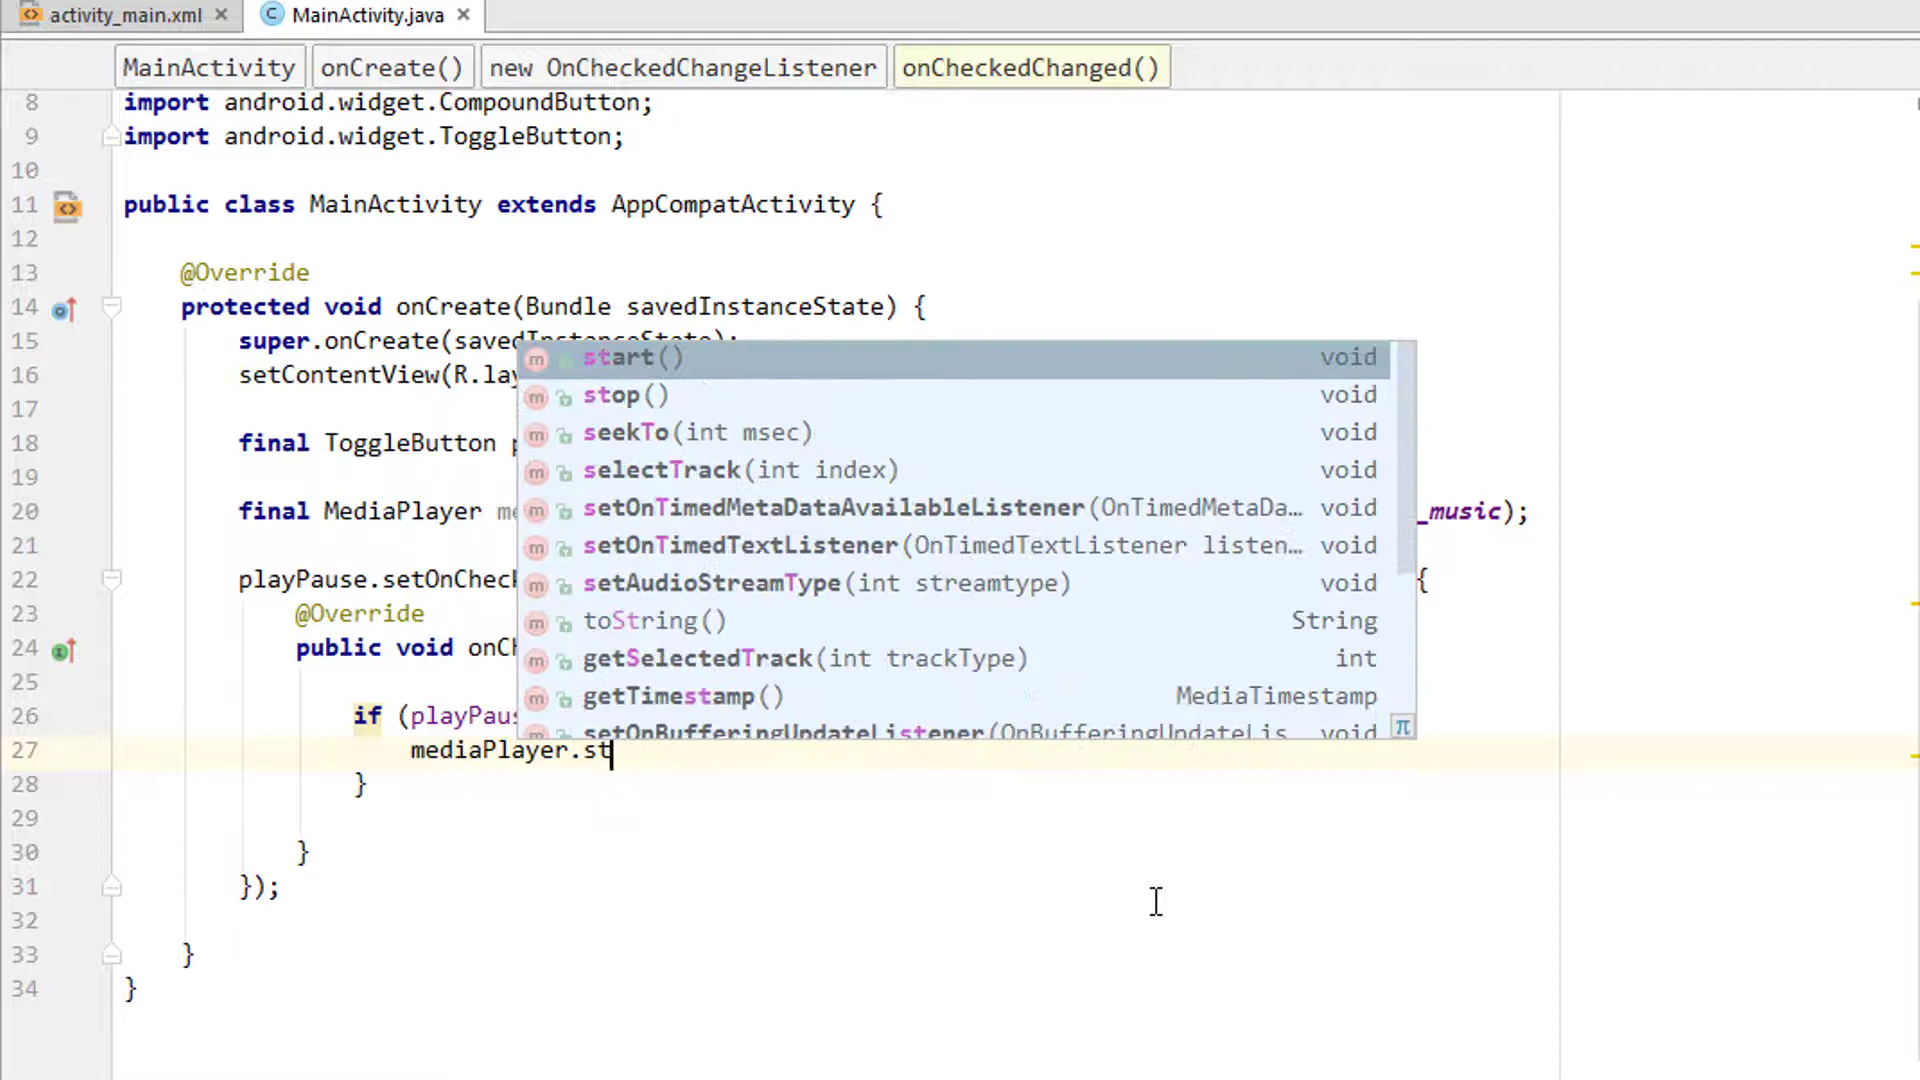 activity_main.xml
MainActivity.java
MainActivity onCreate() new OnCheckedChangeListener onCheckedChanged()
8 import android.widget.CompoundButton;
9 import android.widget.ToggleButton;
10
11 public class MainActivity extends AppCompatActivity {
12
13 @Override
14 protected void onCreate(Bundle savedInstanceState) {
15 super.onCreate(savedInstanceState);
16 setContentView(R.lay
17
18 final ToggleButton
19
20 final MediaPlayer me _music);
21
22 playPause.setOnCheck {
23 @Override
24 public void onCh
25
26 if (playPaus
27 mediaPlayer.st
28 }
29
30 }
31 });
32
33 }
34 }
m start() void
m stop() void
m seekTo(int msec) void
m selectTrack(int index) void
m setOnTimedMetaDataAvailableListener(OnTimedMetaDa... void
m setOnTimedTextListener(OnTimedTextListener listen... void
m setAudioStreamType(int streamtype) void
m toString() String
m getSelectedTrack(int trackType) int
m getTimestamp() MediaTimestamp
m setOnBufferingUpdateListener(OnBufferingUpdateLis void
π